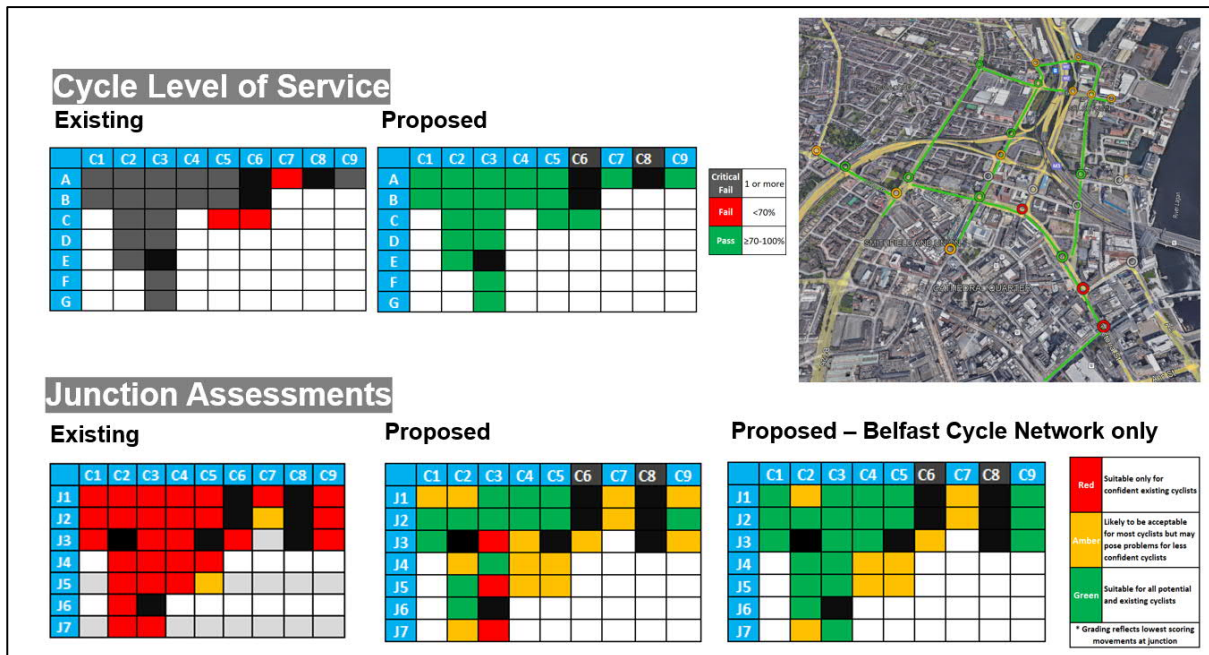 Cycle Level of Service
Existing
Proposed
C1 C2 C3 C4 C5 C6 C7 C8 C9
A
B
C
D
E
F
G
C1 C2 C3 C4 C5 C6 C7 C8 C9
A
B
C
D
E
F
G
Critical Fail 1 or more
Fail <70%
Pass ≥70-100%
SMITHFIELD AND UNION
CATHEDRAL QUARTER
River Lagan
Junction Assessments
Existing
Proposed
Proposed – Belfast Cycle Network only
C1 C2 C3 C4 C5 C6 C7 C8 C9
J1
J2
J3
J4
J5
J6
J7
C1 C2 C3 C4 C5 C6 C7 C8 C9
J1
J2
J3
J4
J5
J6
J7
C1 C2 C3 C4 C5 C6 C7 C8 C9
J1
J2
J3
J4
J5
J6
J7
Red
Suitable only for
confident existing cyclists
Amber
Likely to be acceptable
for most cyclists but may
pose problems for less
confident cyclists
Green
Suitable for all potential
and existing cyclists
* Grading reflects lowest scoring
movements at junction